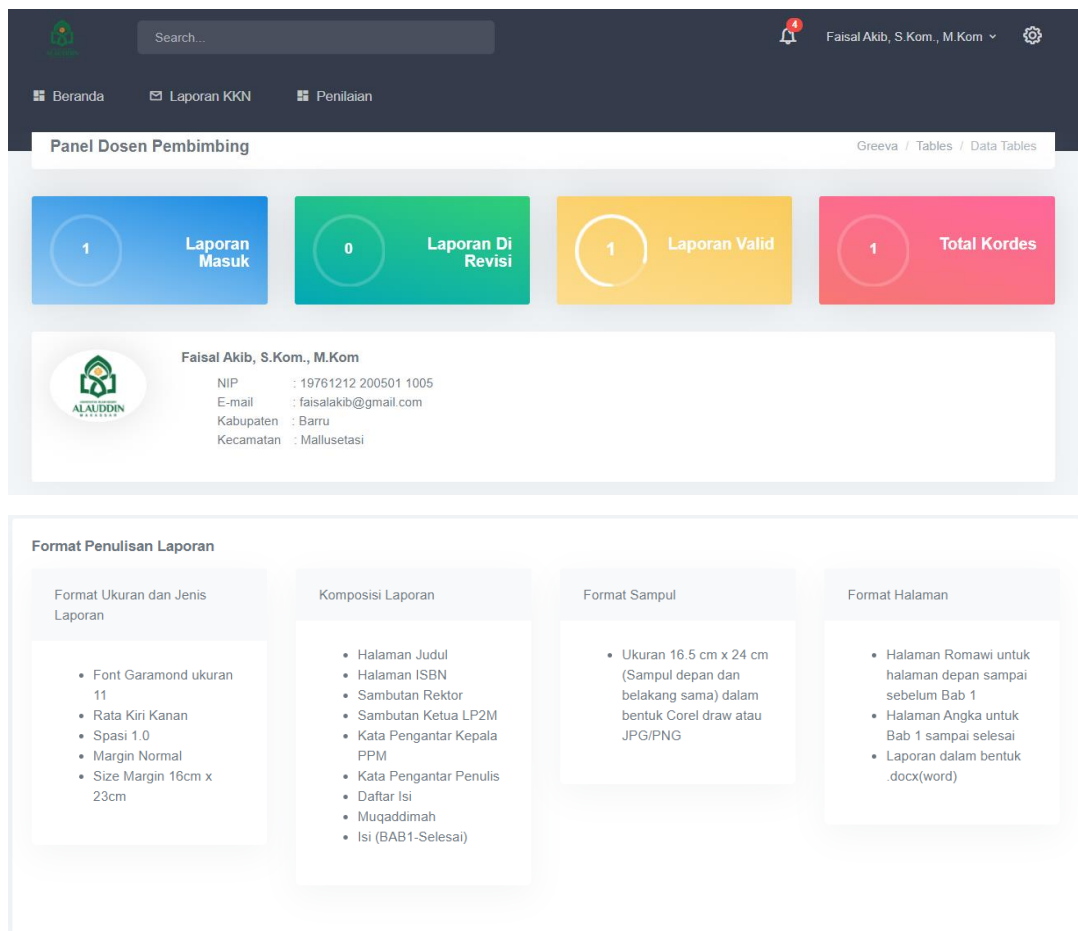 Search...
4
Faisal Akib, S.Kom., M.Kom
Beranda
Laporan KKN
Penilaian
Panel Dosen Pembimbing
Greeva / Tables / Data Tables
1
Laporan
Masuk
0
Laporan Di
Revisi
1
Laporan Valid
1
Total Kordes
ALAUDDIN
Faisal Akib, S.Kom., M.Kom
NIP : 19761212 200501 1005
E-mail : faisalakib@gmail.com
Kabupaten : Barru
Kecamatan : Mallusetasi
Format Penulisan Laporan
Format Ukuran dan Jenis
Laporan
• Font Garamond ukuran
11
• Rata Kiri Kanan
• Spasi 1.0
• Margin Normal
• Size Margin 16cm x
23cm
Komposisi Laporan
• Halaman Judul
• Halaman ISBN
• Sambutan Rektor
• Sambutan Ketua LP2M
• Kata Pengantar Kepala
PPM
• Kata Pengantar Penulis
• Daftar Isi
• Muqaddimah
• Isi (BAB1-Selesai)
Format Sampul
• Ukuran 16.5 cm x 24 cm
(Sampul depan dan
belakang sama) dalam
bentuk Corel draw atau
JPG/PNG
Format Halaman
• Halaman Romawi untuk
halaman depan sampai
sebelum Bab 1
• Halaman Angka untuk
Bab 1 sampai selesai
• Laporan dalam bentuk
.docx(word)